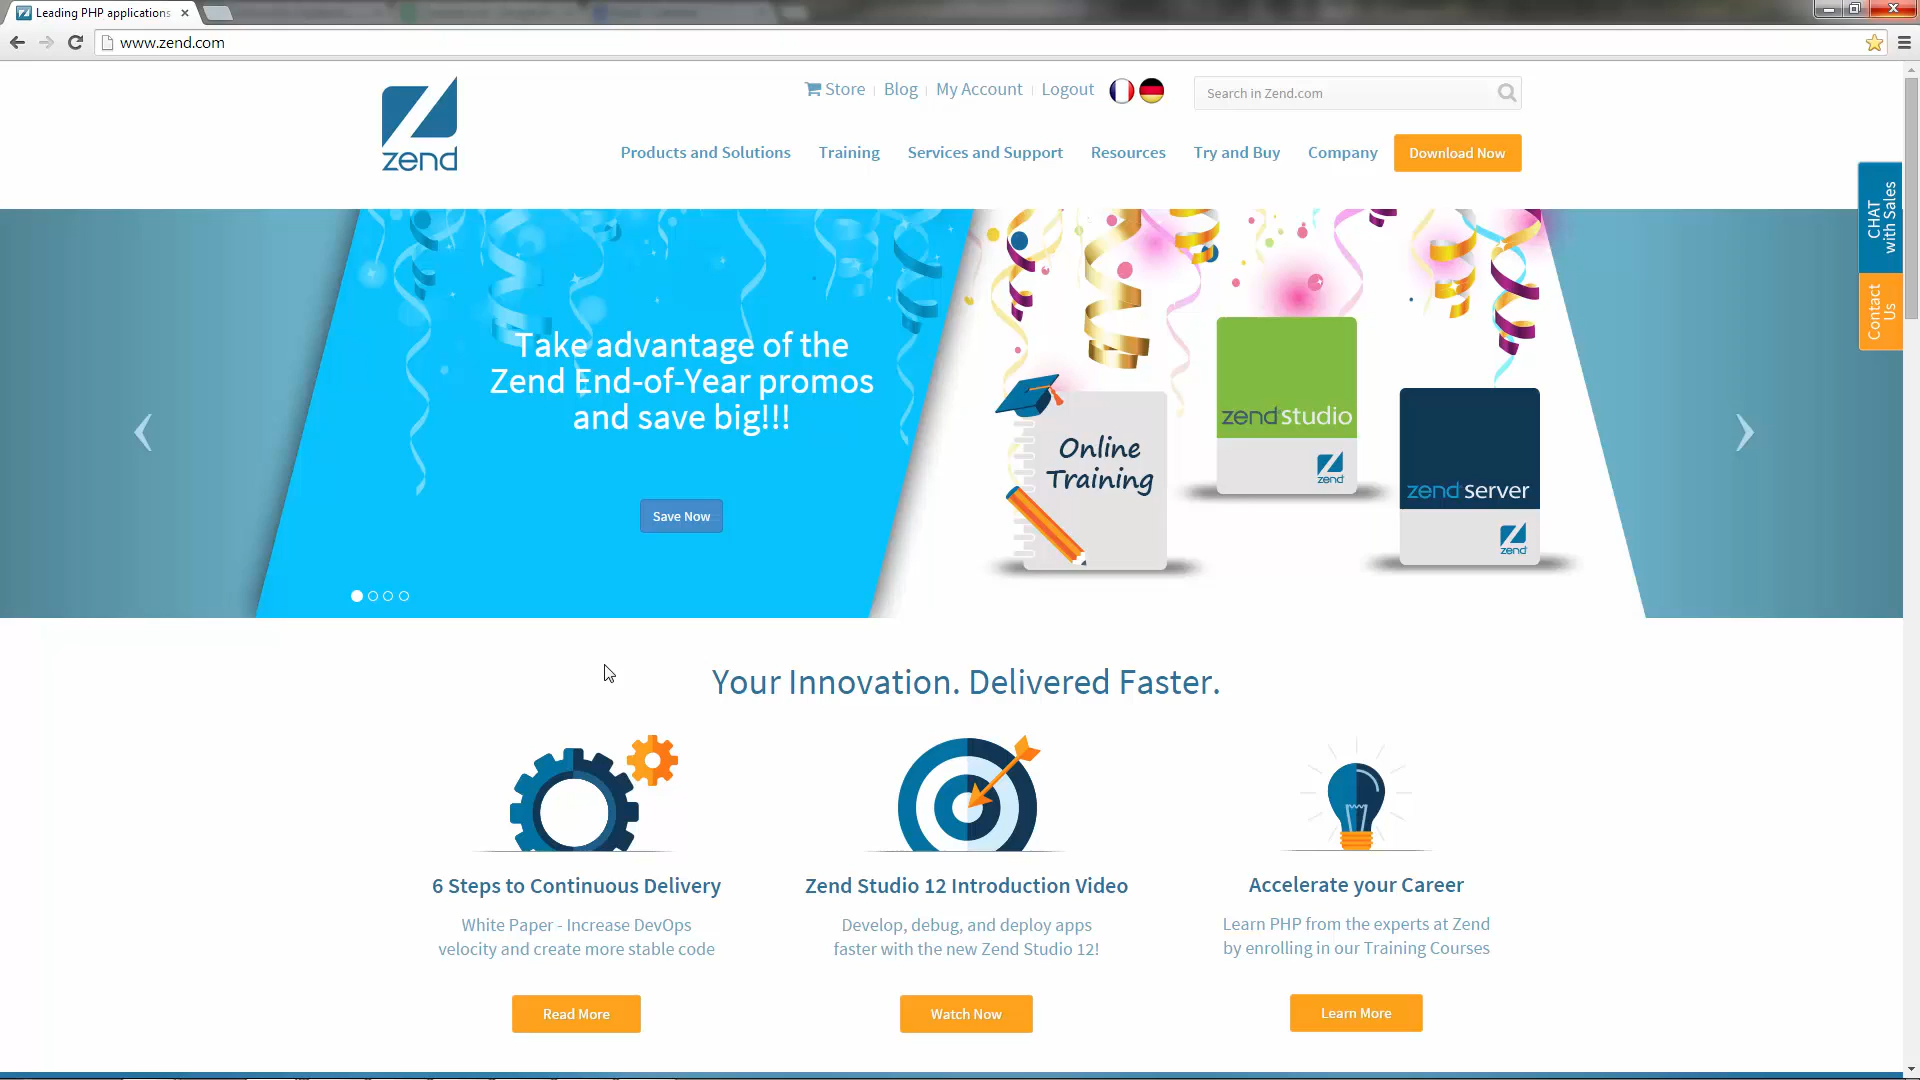 Leading PHP applications
www.zend.com
Store
Blog
My Account
Logout
Search in Zend.com
zend
Products and Solutions
Training
Services and Support
Resources
Try and Buy
Company
Download Now
CHAT
with Sales
Contact
Us
Take advantage of the
Zend End-of-Year promos
and save big!!!
Save Now
Online
Training
zend studio
zend
zend server
zend
Your Innovation. Delivered Faster.
6 Steps to Continuous Delivery
White Paper - Increase DevOps
velocity and create more stable code
Read More
Zend Studio 12 Introduction Video
Develop, debug, and deploy apps
faster with the new Zend Studio 12!
Watch Now
Accelerate your Career
Learn PHP from the experts at Zend
by enrolling in our Training Courses
Learn More